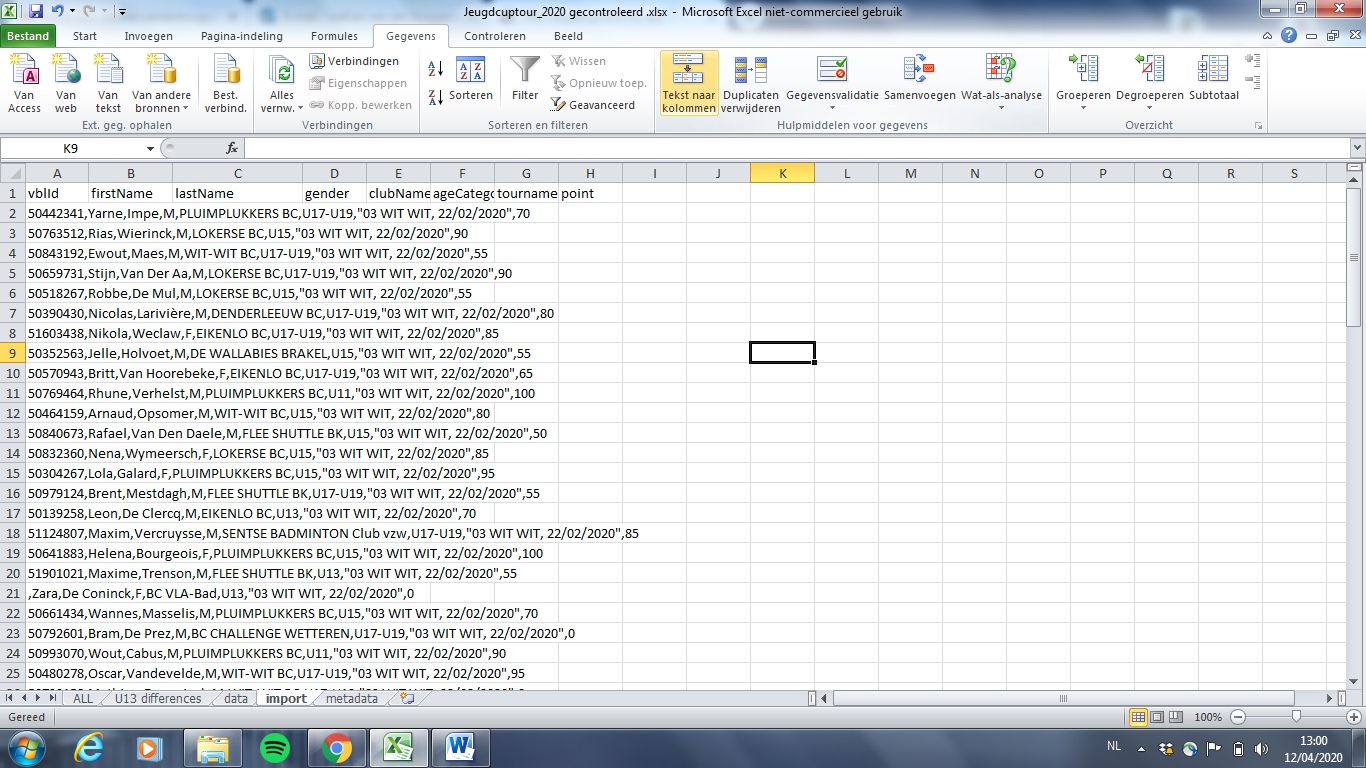 Jeugdcuptour_2020 gecontroleerd .xlsx - Microsoft Excel niet-commercieel gebruik
Bestand Start Invoegen Pagina-indeling Formules Gegevens Controleren Beeld
Van Access
Van web
Van tekst
Van andere bronnen
Best. verbind.
Ext. geg. ophalen
Alles vernw.
Verbindingen
Eigenschappen
Kopp. bewerken
Verbindingen
Sorteren
Filter
Wissen
Opnieuw toep.
Geavanceerd
Sorteren en filteren
Tekst naar kolommen
Duplicaten verwijderen
Gegevensvalidatie
Samenvoegen
Wat-als-analyse
Hulpmiddelen voor gegevens
Groeperen
Degroeperen
Subtotaal
Overzicht
K9 fx
A B C D E F G H I J K L M N O P Q R S
1 vblId firstName lastName gender clubName ageCatego tourname point
2 50442341,Yarne,Impe,M,PLUIMPLUKKERS BC,U17-U19,"03 WIT WIT, 22/02/2020",70
3 50763512,Rias,Wierinck,M,LOKERSE BC,U15,"03 WIT WIT, 22/02/2020",90
4 50843192,Ewout,Maes,M,WIT-WIT BC,U17-U19,"03 WIT WIT, 22/02/2020",55
5 50659731,Stijn,Van Der Aa,M,LOKERSE BC,U17-U19,"03 WIT WIT, 22/02/2020",90
6 50518267,Robbe,De Mul,M,LOKERSE BC,U15,"03 WIT WIT, 22/02/2020",55
7 50390430,Nicolas,Larivière,M,DENDERLEEUW BC,U17-U19,"03 WIT WIT, 22/02/2020",80
8 51603438,Nikola,Weclaw,F,EIKENLO BC,U17-U19,"03 WIT WIT, 22/02/2020",85
9 50352563,Jelle,Holvoet,M,DE WALLABIES BRAKEL,U15,"03 WIT WIT, 22/02/2020",55
10 50570943,Britt,Van Hoorebeke,F,EIKENLO BC,U17-U19,"03 WIT WIT, 22/02/2020",65
11 50769464,Rhune,Verhelst,M,PLUIMPLUKKERS BC,U11,"03 WIT WIT, 22/02/2020",100
12 50464159,Arnaud,Opsomer,M,WIT-WIT BC,U15,"03 WIT WIT, 22/02/2020",80
13 50840673,Rafael,Van Den Daele,M,FLEE SHUTTLE BK,U15,"03 WIT WIT, 22/02/2020",50
14 50832360,Nena,Wymeersch,F,LOKERSE BC,U15,"03 WIT WIT, 22/02/2020",85
15 50304267,Lola,Galard,F,PLUIMPLUKKERS BC,U15,"03 WIT WIT, 22/02/2020",95
16 50979124,Brent,Mestdagh,M,FLEE SHUTTLE BK,U17-U19,"03 WIT WIT, 22/02/2020",55
17 50139258,Leon,De Clercq,M,EIKENLO BC,U13,"03 WIT WIT, 22/02/2020",70
18 51124807,Maxim,Vercruysse,M,SENTSE BADMINTON Club vzw,U17-U19,"03 WIT WIT, 22/02/2020",85
19 50641883,Helena,Bourgeois,F,PLUIMPLUKKERS BC,U15,"03 WIT WIT, 22/02/2020",100
20 51901021,Maxime,Trenson,M,FLEE SHUTTLE BK,U13,"03 WIT WIT, 22/02/2020",55
21 ,Zara,De Coninck,F,BC VLA-Bad,U13,"03 WIT WIT, 22/02/2020",0
22 50661434,Wannes,Masselis,M,PLUIMPLUKKERS BC,U15,"03 WIT WIT, 22/02/2020",70
23 50792601,Bram,De Prez,M,BC CHALLENGE WETTEREN,U17-U19,"03 WIT WIT, 22/02/2020",0
24 50993070,Wout,Cabus,M,PLUIMPLUKKERS BC,U11,"03 WIT WIT, 22/02/2020",90
25 50480278,Oscar,Vandevelde,M,WIT-WIT BC,U17-U19,"03 WIT WIT, 22/02/2020",95
ALL U13 differences data import metadata
Gereed 100%
NL 13:00
12/04/2020